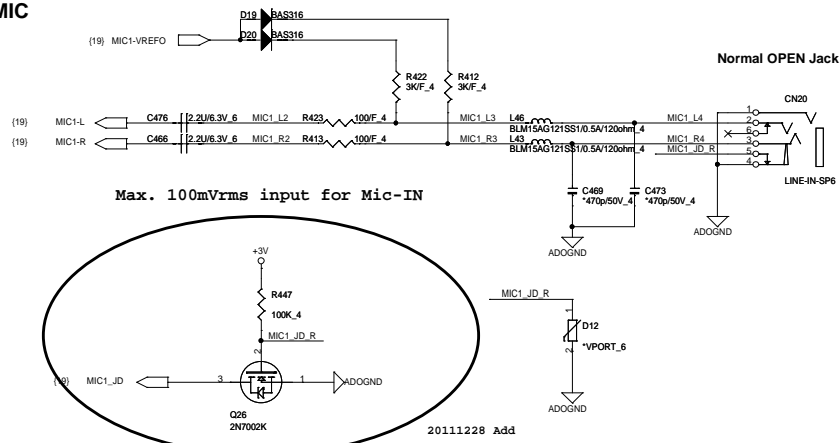 MIC
D19 BAS316
{19} MIC1-VREFO
D20 BAS316
Normal OPEN Jack
R422
3K/F_4
R412
3K/F_4
CN20
{19} MIC1-L C476 2.2U/6.3V_6 MIC1_L2 R423 100/F_4 MIC1_L3 L46 MIC1_L4 1
BLM15AG121SS1/0.5A/120ohm_4 2
{19} MIC1-R C466 2.2U/6.3V_6 MIC1_R2 R413 100/F_4 MIC1_R3 L43 MIC1_R4 6
BLM15AG121SS1/0.5A/120ohm_4 3
MIC1_JD_R 5
4
LINE-IN-SP6
Max. 100mVrms input for Mic-IN
C469
*470p/50V_4
C473
*470p/50V_4
ADOGND
ADOGND
+3V
R447
100K_4
MIC1_JD_R
2
{19} MIC1_JD 3 1 ADOGND
Q26
2N7002K
MIC1_JD_R
1
D12
*VPORT_6
2
ADOGND
20111228 Add